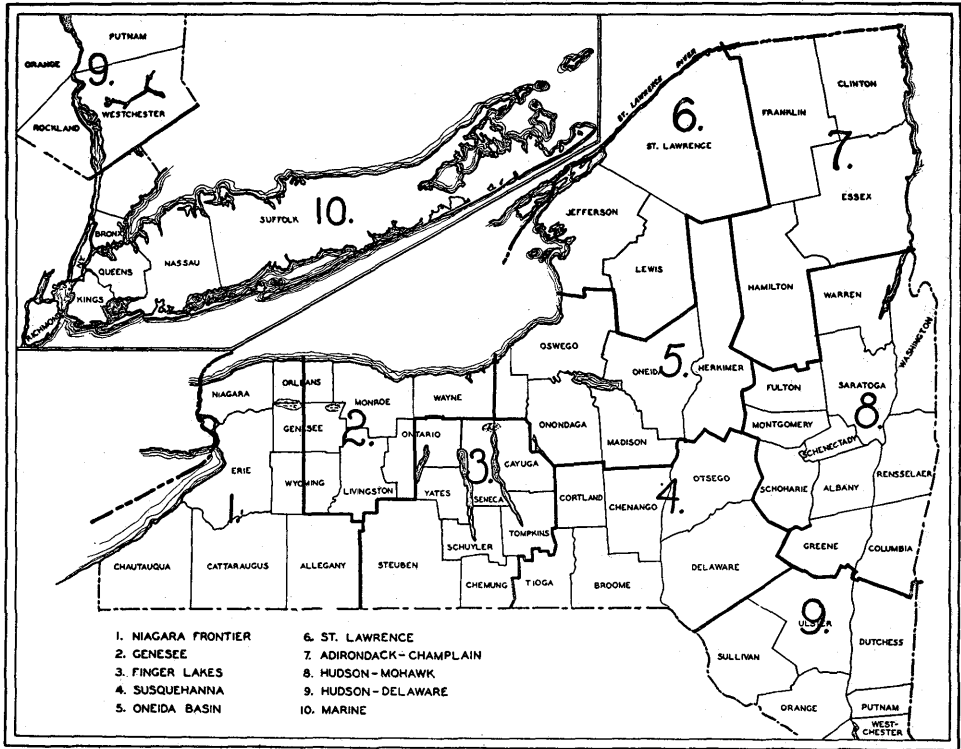 PUTNAM
ORANGE
9.
WESTCHESTER
ROCKLAND
BRONX
QUEENS
KINGS
RICHMOND
NASSAU
SUFFOLK
10.
ST. LAWRENCE RIVER
6.
ST. LAWRENCE
FRANKLIN
CLINTON
7.
ESSEX
JEFFERSON
LEWIS
HAMILTON
WARREN
WASHINGTON
OSWEGO
ONEIDA
5.
HERKIMER
FULTON
SARATOGA
8.
MONTGOMERY
SCHENECTADY
NIAGARA
ORLEANS
MONROE
WAYNE
GENESEE
2.
ONTARIO
ONONDAGA
MADISON
ERIE
WYOMING
LIVINGSTON
YATES
3.
SENECA
CAYUGA
CORTLAND
CHENANGO
4.
OTSEGO
SCHOHARIE
ALBANY
RENSSELAER
1.
SCHUYLER
TOMPKINS
GREENE
COLUMBIA
CHAUTAUQUA
CATTARAUGUS
ALLEGANY
STEUBEN
CHEMUNG
TIOGA
BROOME
DELAWARE
9.
ULSTER
SULLIVAN
DUTCHESS
ORANGE
PUTNAM
WEST-
CHESTER
1. NIAGARA FRONTIER
2. GENESEE
3. FINGER LAKES
4. SUSQUEHANNA
5. ONEIDA BASIN
6. ST. LAWRENCE
7. ADIRONDACK-CHAMPLAIN
8. HUDSON-MOHAWK
9. HUDSON-DELAWARE
10. MARINE